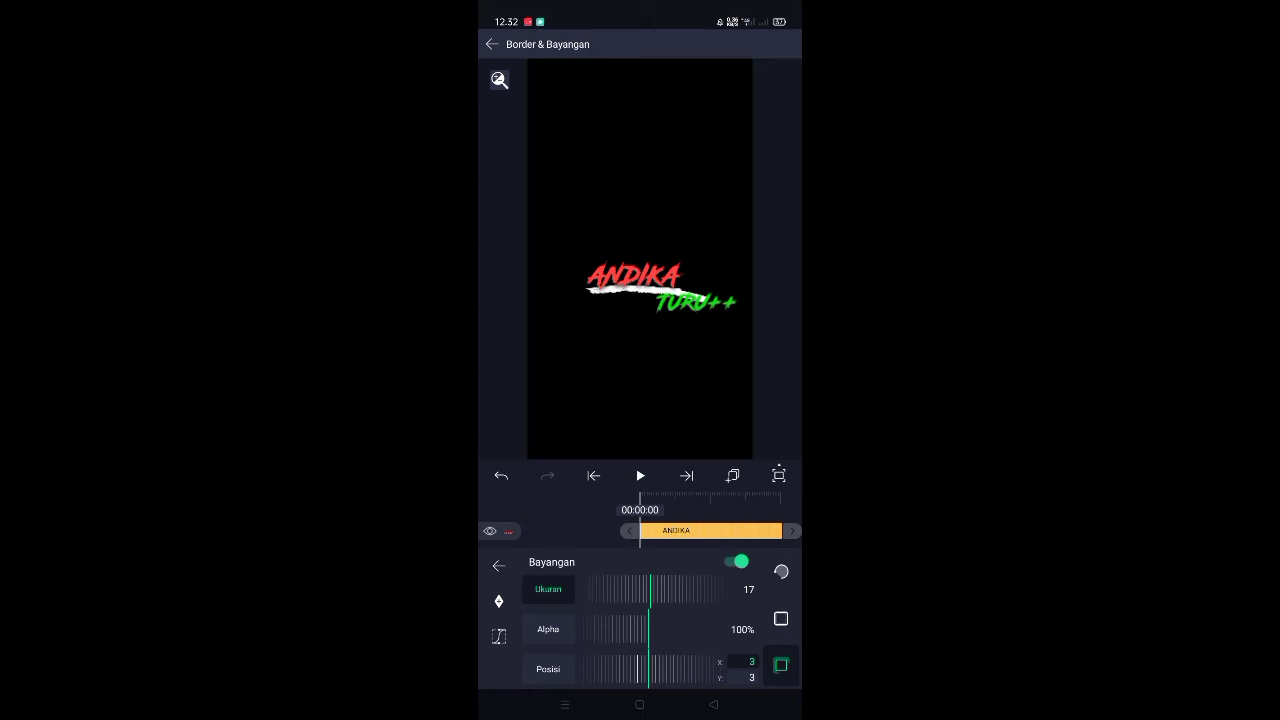 12.32
Border & Bayangan
ANDIKA
TURU++
00:00:00
ANDIKA
Bayangan
Ukuran 17
Alpha 100%
Posisi X: 3
Y: 3